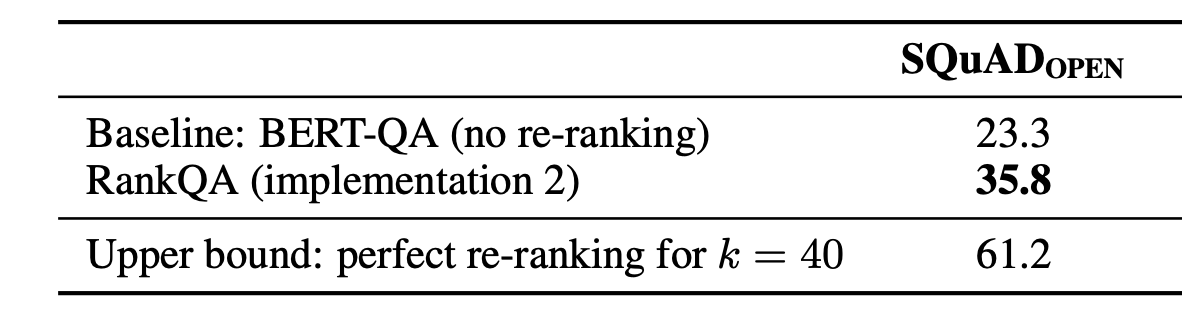 SQuADOPEN
Baseline: BERT-QA (no re-ranking) 23.3
RankQA (implementation 2) 35.8
Upper bound: perfect re-ranking for k = 40 61.2